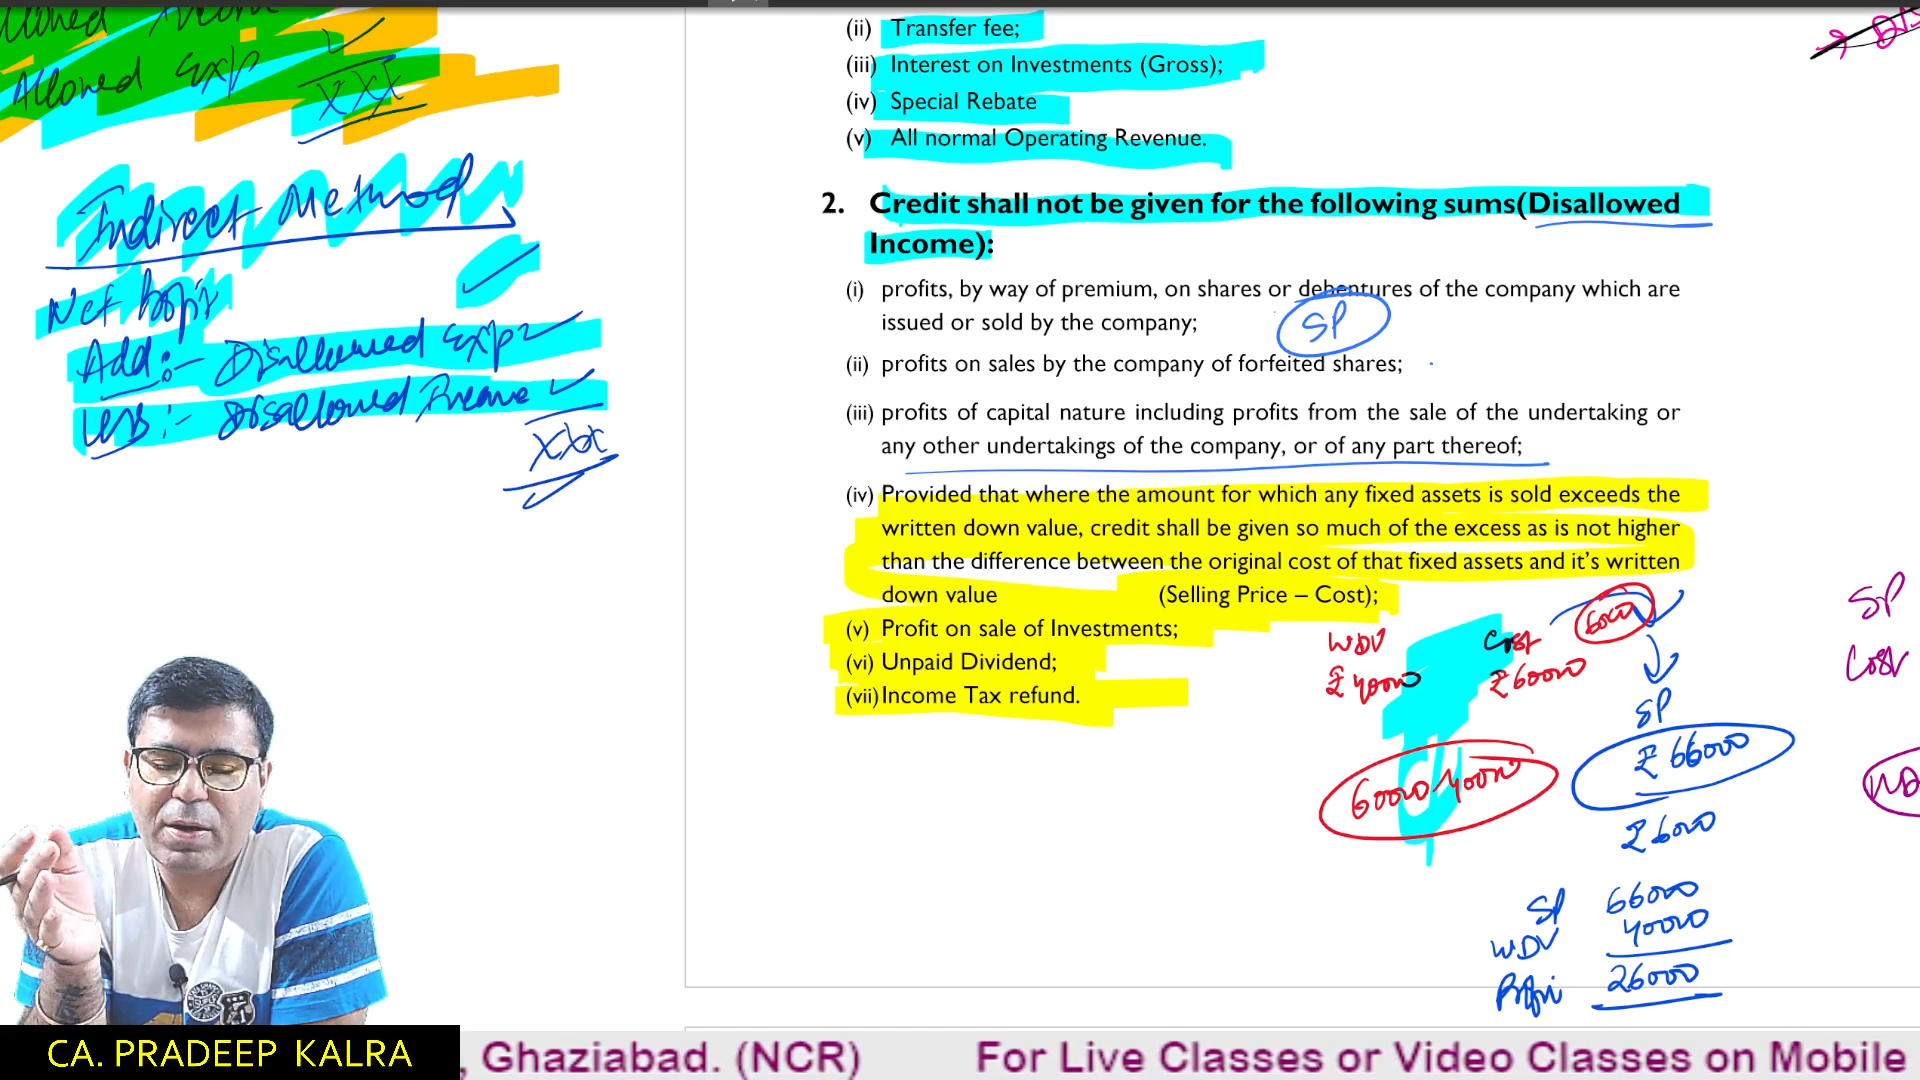 Allowed Exp
XXX
Indirect Method
Net Profit
Add:- Disallowed Exp
Less:- Disallowed Income
XXX
(ii) Transfer fee;
(iii) Interest on Investments (Gross);
(iv) Special Rebate
(v) All normal Operating Revenue.
2. Credit shall not be given for the following sums(Disallowed
Income):
(i) profits, by way of premium, on shares or debentures of the company which are
issued or sold by the company;
SP
(ii) profits on sales by the company of forfeited shares;
(iii) profits of capital nature including profits from the sale of the undertaking or
any other undertakings of the company, or of any part thereof;
(iv) Provided that where the amount for which any fixed assets is sold exceeds the
written down value, credit shall be given so much of the excess as is not higher
than the difference between the original cost of that fixed assets and it's written
down value (Selling Price – Cost);
(v) Profit on sale of Investments;
(vi) Unpaid Dividend;
(vii) Income Tax refund.
WDV Cost 6000
₹40000 ₹60000
SP
₹66000
60000-40000
₹6000
SP 66000
WDV 40000
Profit 26000
SP
Cost
CA. PRADEEP KALRA
, Ghaziabad. (NCR) For Live Classes or Video Classes on Mobile